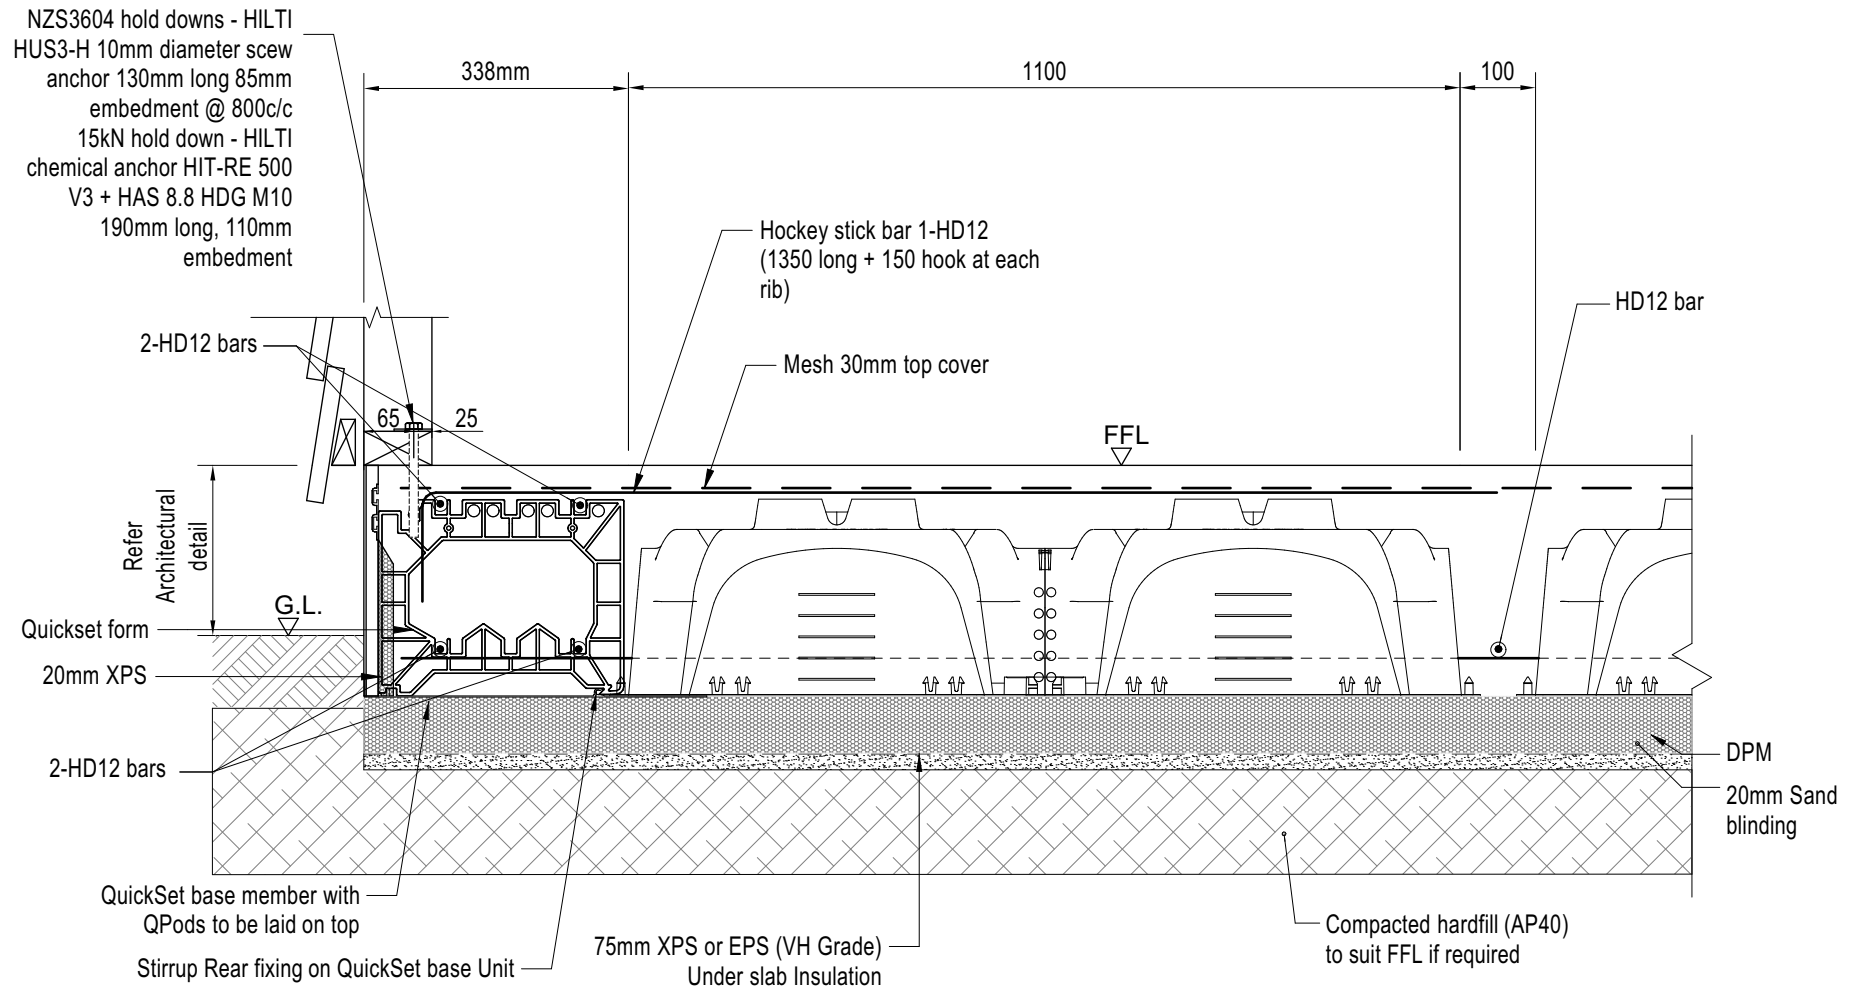 NZS3604 hold downs - HILTI
HUS3-H 10mm diameter scew
anchor 130mm long 85mm
embedment @ 800c/c
15kN hold down - HILTI
chemical anchor HIT-RE 500
V3 + HAS 8.8 HDG M10
190mm long, 110mm
embedment
338mm
1100
100
Hockey stick bar 1-HD12
(1350 long + 150 hook at each
rib)
HD12 bar
2-HD12 bars
Mesh 30mm top cover
65
25
FFL
Refer
Architectural
detail
G.L.
Quickset form
20mm XPS
2-HD12 bars
DPM
20mm Sand
blinding
QuickSet base member with
QPods to be laid on top
Stirrup Rear fixing on QuickSet base Unit
75mm XPS or EPS (VH Grade)
Under slab Insulation
Compacted hardfill (AP40)
to suit FFL if required